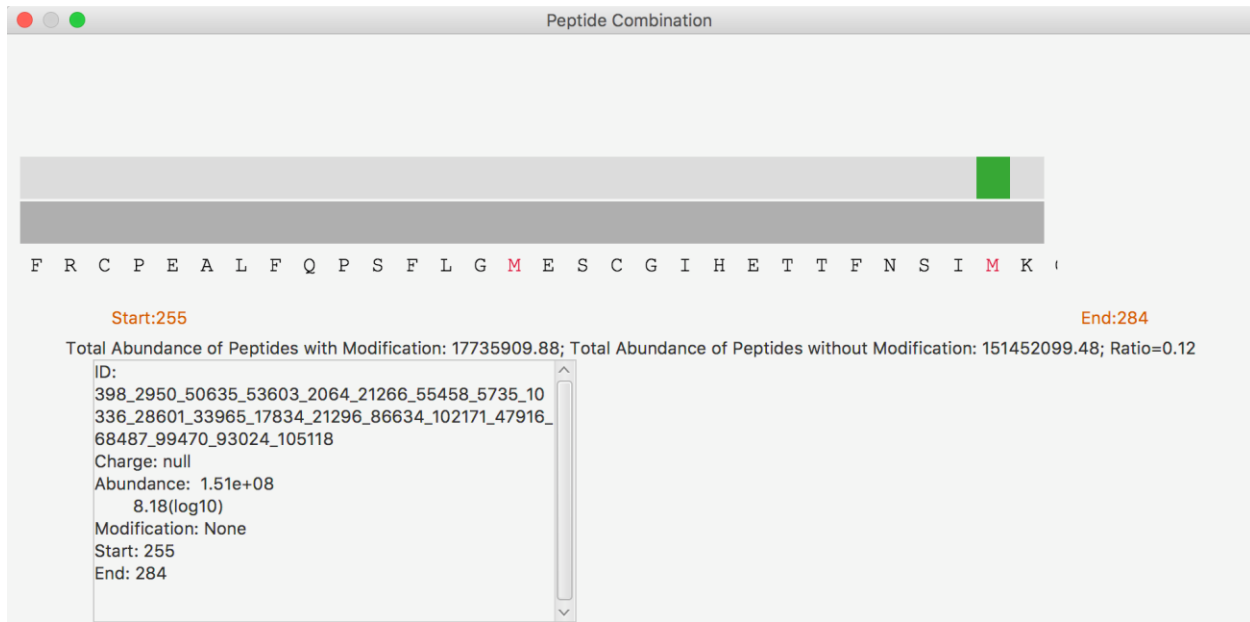 Peptide Combination
F R C P E A L F Q P S F L G M E S C G I H E T T F N S I M K
Start:255 End:284
Total Abundance of Peptides with Modification: 17735909.88; Total Abundance of Peptides without Modification: 151452099.48; Ratio=0.12
ID:
398_2950_50635_53603_2064_21266_55458_5735_10
336_28601_33965_17834_21296_86634_102171_47916_
68487_99470_93024_105118
Charge: null
Abundance: 1.51e+08
8.18(log10)
Modification: None
Start: 255
End: 284